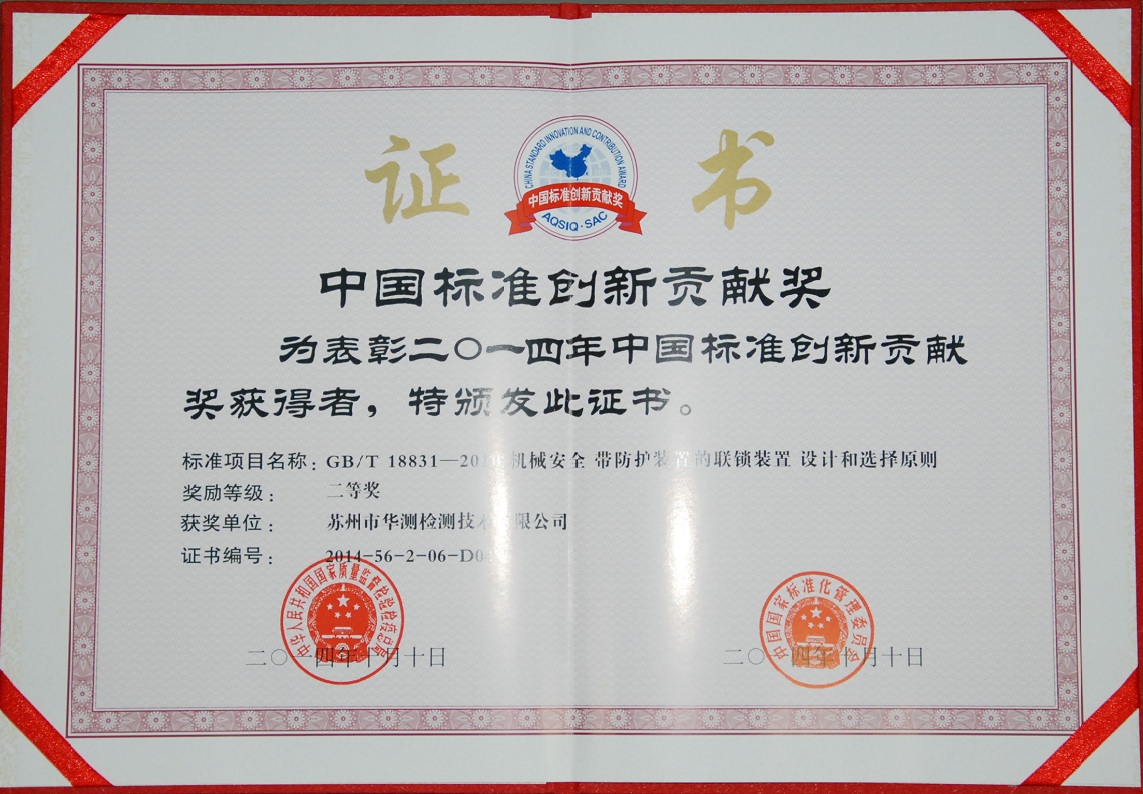 证 书
CHINA STANDARD INNOVATION AND CONTRIBUTION AWARD
中国标准创新贡献奖
AQSIQ·SAC
中国标准创新贡献奖
为表彰二〇一四年中国标准创新贡献
奖获得者，特颁发此证书。
标准项目名称：GB/T 18831—20 机械安全 带防护装置的联锁装置 设计和选择原则
奖励等级： 二等奖
获奖单位： 苏州市华测检测技术有限公司
证书编号： 2014-56-2-06-D0
中华人民共和国国家质量监督检验检疫总局
二〇一四年十月十日
中国国家标准化管理委员会
二〇一四年十月十日